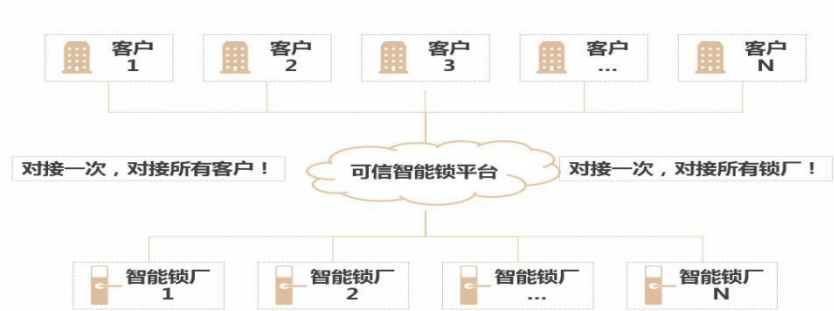 客户
1
客户
2
客户
3
客户
...
客户
N
对接一次，对接所有客户！
可信智能锁平台
对接一次，对接所有锁厂！
智能锁厂
1
智能锁厂
2
智能锁厂
...
智能锁厂
N